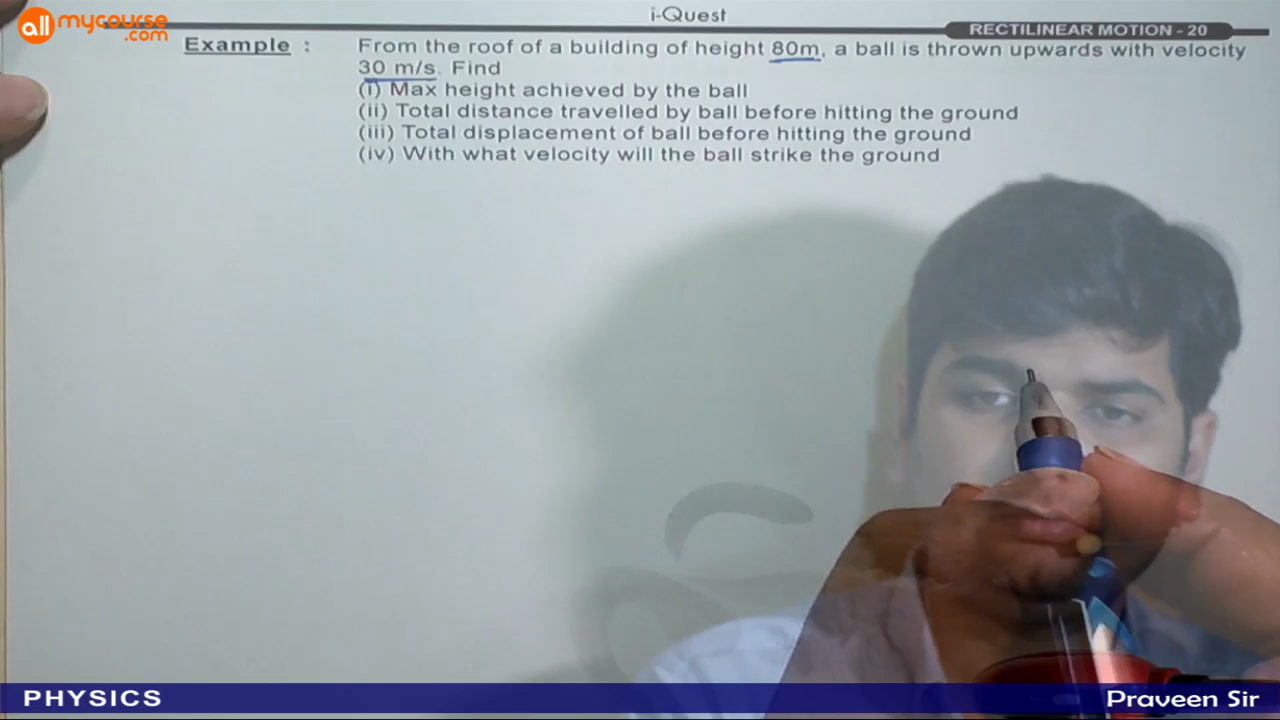 i-Quest
all mycourse.com
RECTILINEAR MOTION - 20
Example : From the roof of a building of height 80m, a ball is thrown upwards with velocity
30 m/s. Find
(i) Max height achieved by the ball
(ii) Total distance travelled by ball before hitting the ground
(iii) Total displacement of ball before hitting the ground
(iv) With what velocity will the ball strike the ground
PHYSICS
Praveen Sir